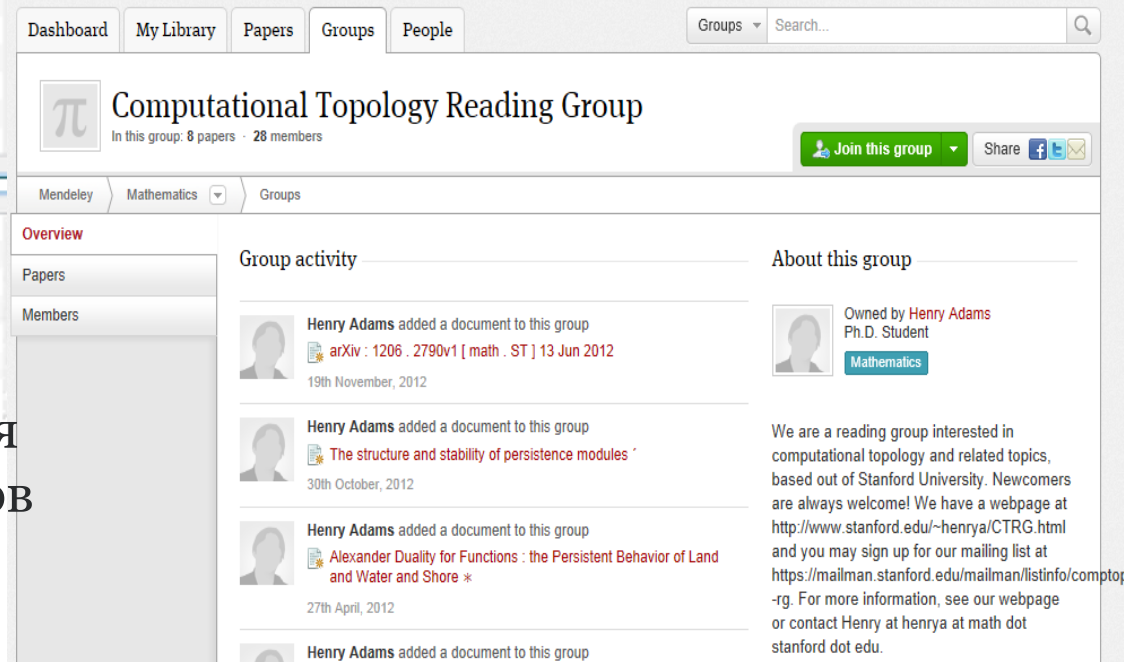 Dashboard
My Library
Papers
Groups
People
Groups
Search...
π
Computational Topology Reading Group
In this group: 8 papers · 28 members
Join this group
Share
Mendeley
Mathematics
Groups
Overview
Papers
Members
я
ов
Group activity
Henry Adams added a document to this group
arXiv : 1206 . 2790v1 [ math . ST ] 13 Jun 2012
19th November, 2012
Henry Adams added a document to this group
The structure and stability of persistence modules ´
30th October, 2012
Henry Adams added a document to this group
Alexander Duality for Functions : the Persistent Behavior of Land
and Water and Shore ∗
27th April, 2012
Henry Adams added a document to this group
About this group
Owned by Henry Adams
Ph.D. Student
Mathematics
We are a reading group interested in
computational topology and related topics,
based out of Stanford University. Newcomers
are always welcome! We have a webpage at
http://www.stanford.edu/~henrya/CTRG.html
and you may sign up for our mailing list at
https://mailman.stanford.edu/mailman/listinfo/comptop
-rg. For more information, see our webpage
or contact Henry at henrya at math dot
stanford dot edu.